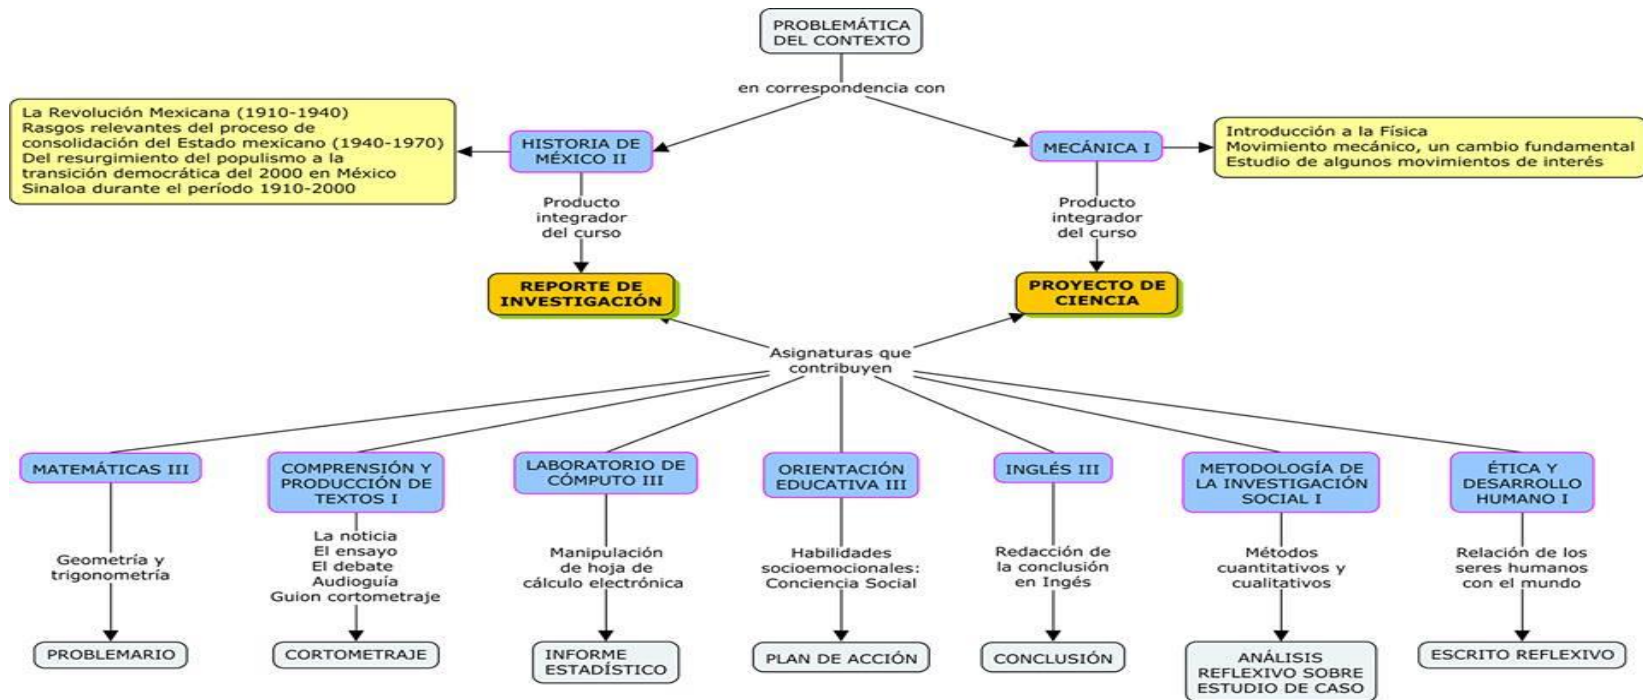 PROBLEMÁTICA
DEL CONTEXTO
en correspondencia con
La Revolución Mexicana (1910-1940)
Rasgos relevantes del proceso de
consolidación del Estado mexicano (1940-1970)
Del resurgimiento del populismo a la
transición democrática del 2000 en México
Sinaloa durante el período 1910-2000
HISTORIA DE
MÉXICO II
MECÁNICA I
Introducción a la Física
Movimiento mecánico, un cambio fundamental
Estudio de algunos movimientos de interés
Producto
integrador
del curso
Producto
integrador
del curso
REPORTE DE
INVESTIGACIÓN
PROYECTO DE
CIENCIA
Asignaturas que
contribuyen
MATEMÁTICAS III
COMPRENSIÓN Y
PRODUCCIÓN DE
TEXTOS I
LABORATORIO DE
CÓMPUTO III
ORIENTACIÓN
EDUCATIVA III
INGLÉS III
METODOLOGÍA DE
LA INVESTIGACIÓN
SOCIAL I
ÉTICA Y
DESARROLLO
HUMANO I
Geometría y
trigonometría
La noticia
El ensayo
El debate
Audioguía
Guion cortometraje
Manipulación
de hoja de
cálculo electrónica
Habilidades
socioemocionales:
Conciencia Social
Redacción de
la conclusión
en Ingés
Métodos
cuantitativos y
cualitativos
Relación de los
seres humanos
con el mundo
PROBLEMARIO
CORTOMETRAJE
INFORME
ESTADÍSTICO
PLAN DE ACCIÓN
CONCLUSIÓN
ANÁLISIS
REFLEXIVO SOBRE
ESTUDIO DE CASO
ESCRITO REFLEXIVO